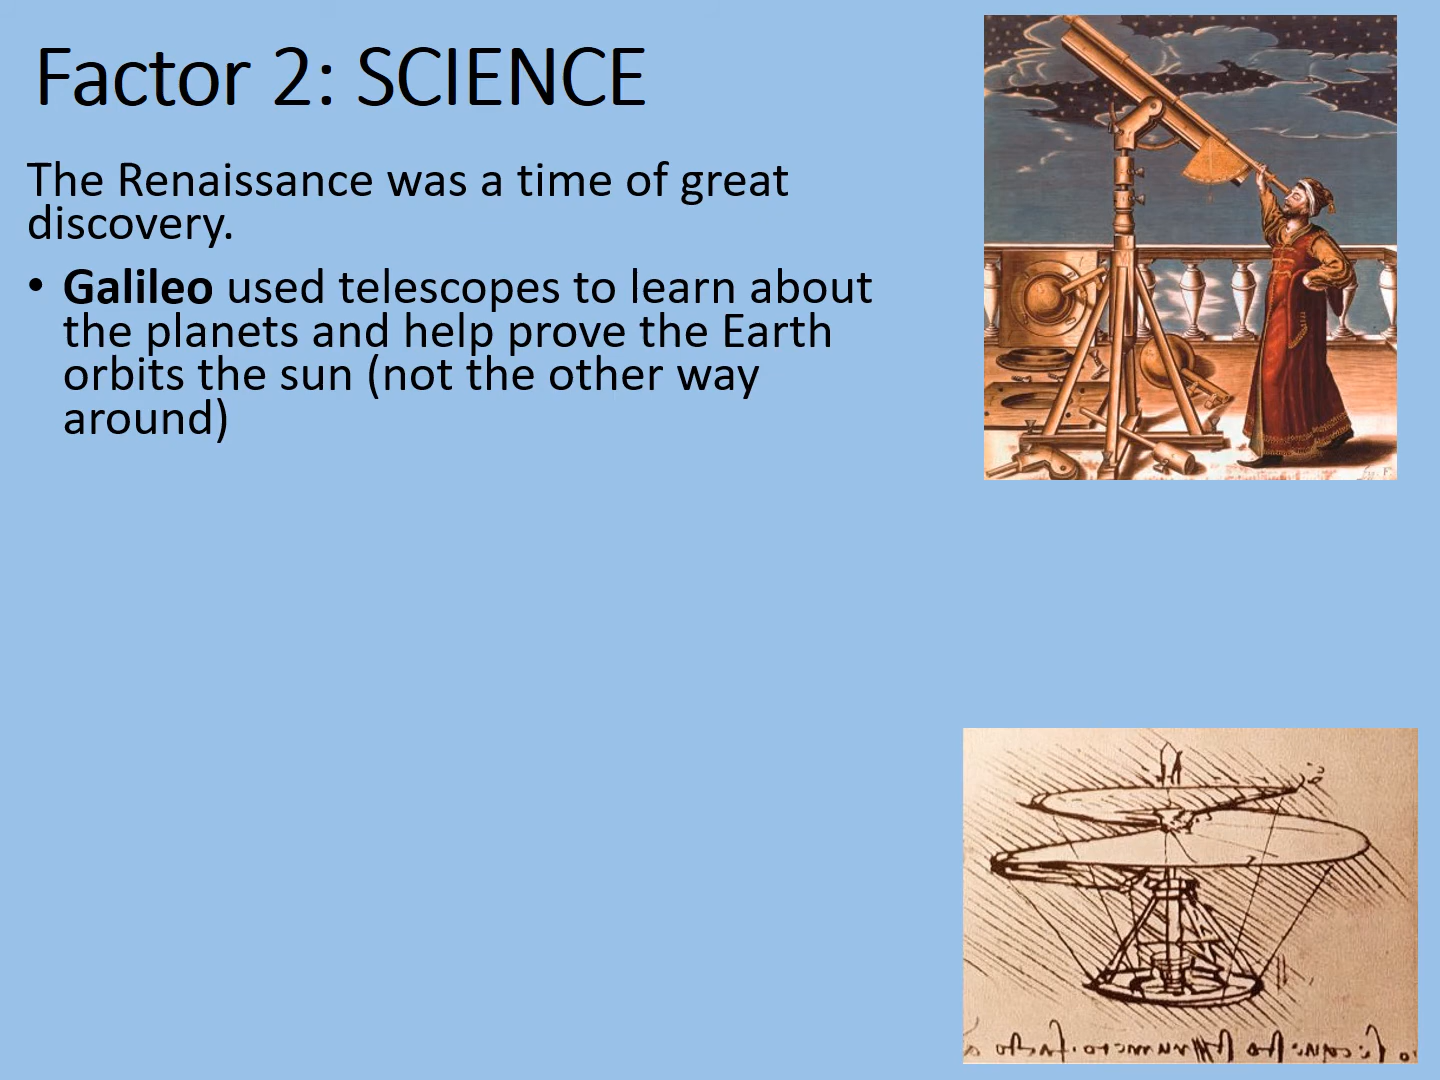 Factor 2: SCIENCE
The Renaissance was a time of great
discovery.
• Galileo used telescopes to learn about
the planets and help prove the Earth
orbits the sun (not the other way
around)